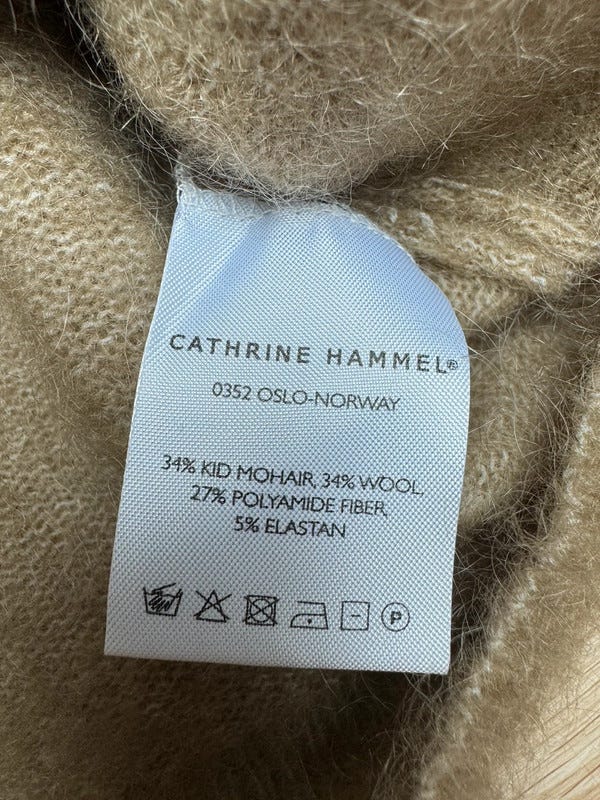 CATHRINE HAMMEL®
0352 OSLO-NORWAY
34% KID MOHAIR, 34% WOOL,
27% POLYAMIDE FIBER,
5% ELASTAN
P